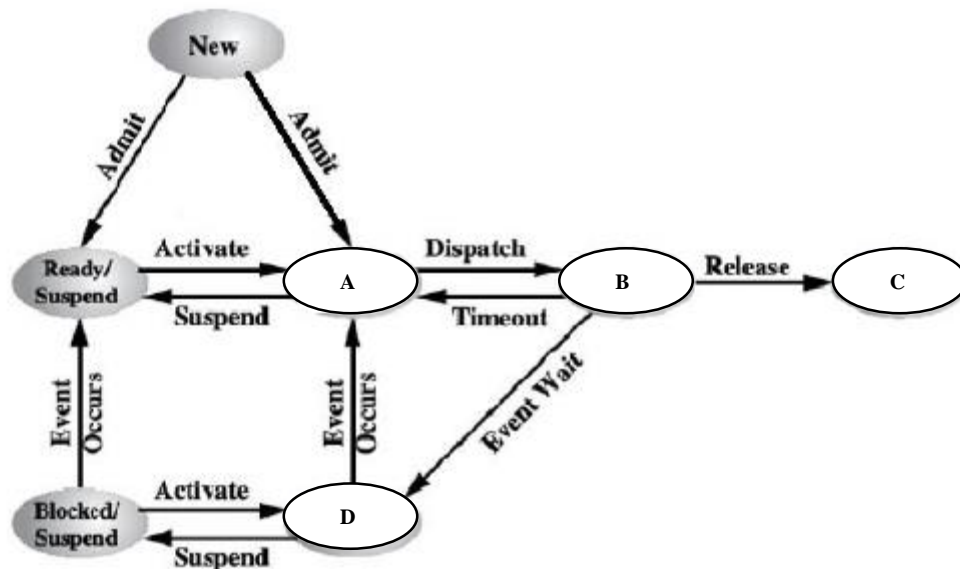 New
Admit
Admit
Ready/
Suspend
Activate
Suspend
A
Dispatch
Timeout
B
Release
C
Event
Occurs
Event
Occurs
Event Wait
Blocked/
Suspend
Activate
Suspend
D